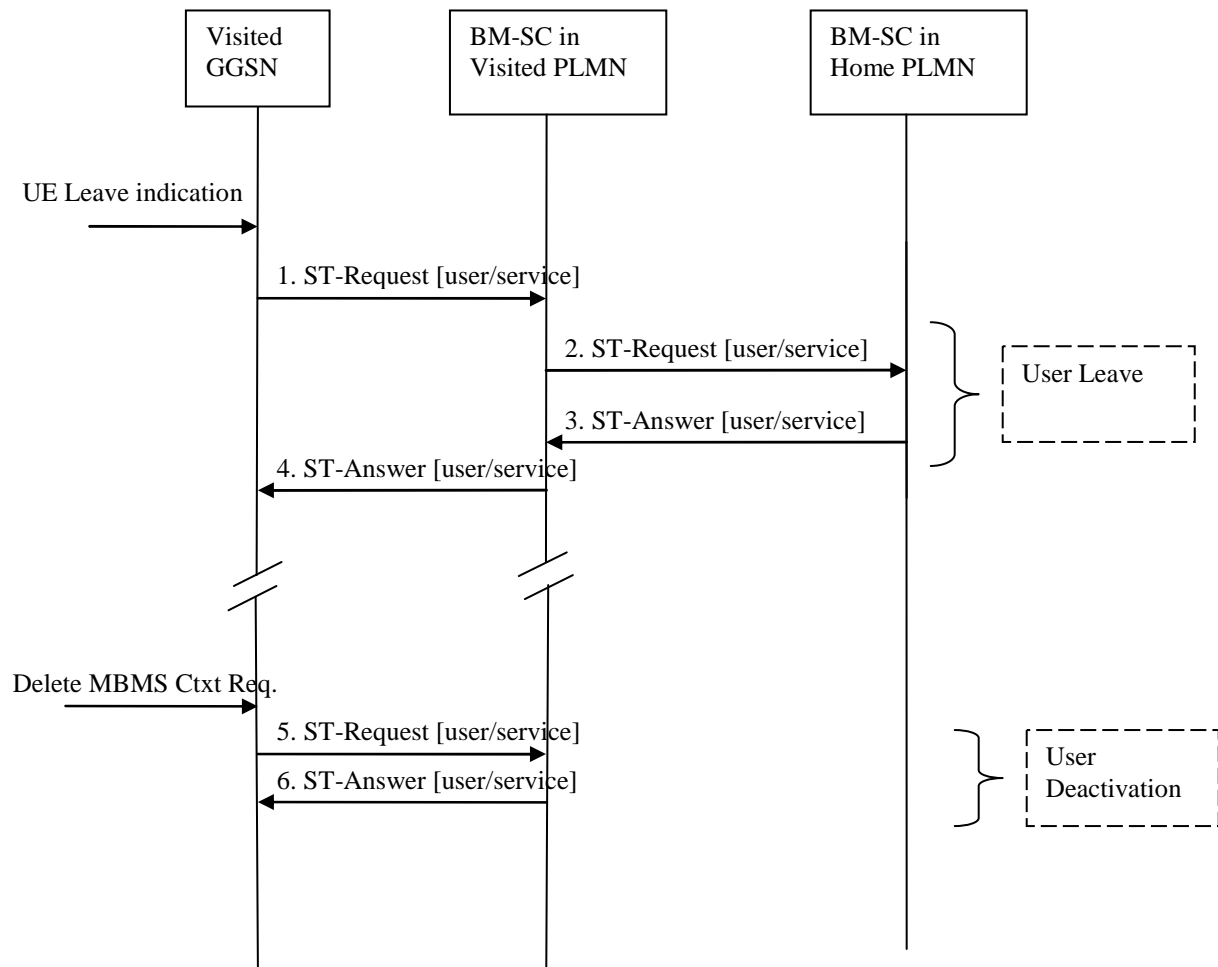 Visited
GGSN
BM-SC in
Visited PLMN
BM-SC in
Home PLMN
UE Leave indication
1. ST-Request [user/service]
2. ST-Request [user/service]
User Leave
3. ST-Answer [user/service]
4. ST-Answer [user/service]
Delete MBMS Ctxt Req.
5. ST-Request [user/service]
6. ST-Answer [user/service]
User
Deactivation